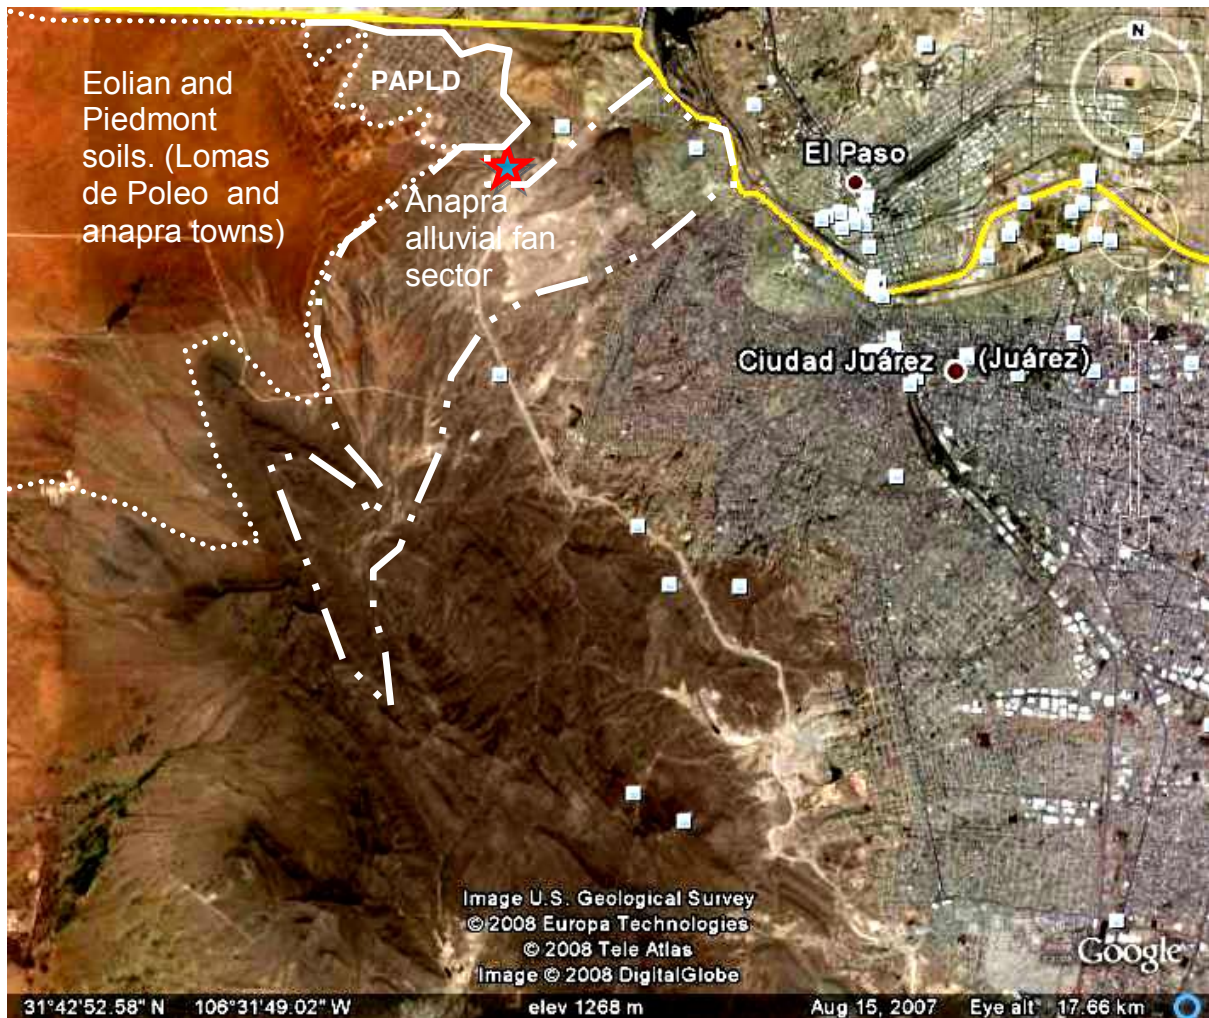 N
Eolian and
Piedmont
soils. (Lomas
de Poleo and
anapra towns)
PAPLD
El Paso
Anapra
alluvial fan
sector
Ciudad Juárez (Juárez)
Image U.S. Geological Survey
© 2008 Europa Technologies
© 2008 Tele Atlas
Image © 2008 DigitalGlobe
Google
31°42'52.58" N 106°31'49.02" W elev 1268 m Aug 15, 2007 Eye alt 17.66 km